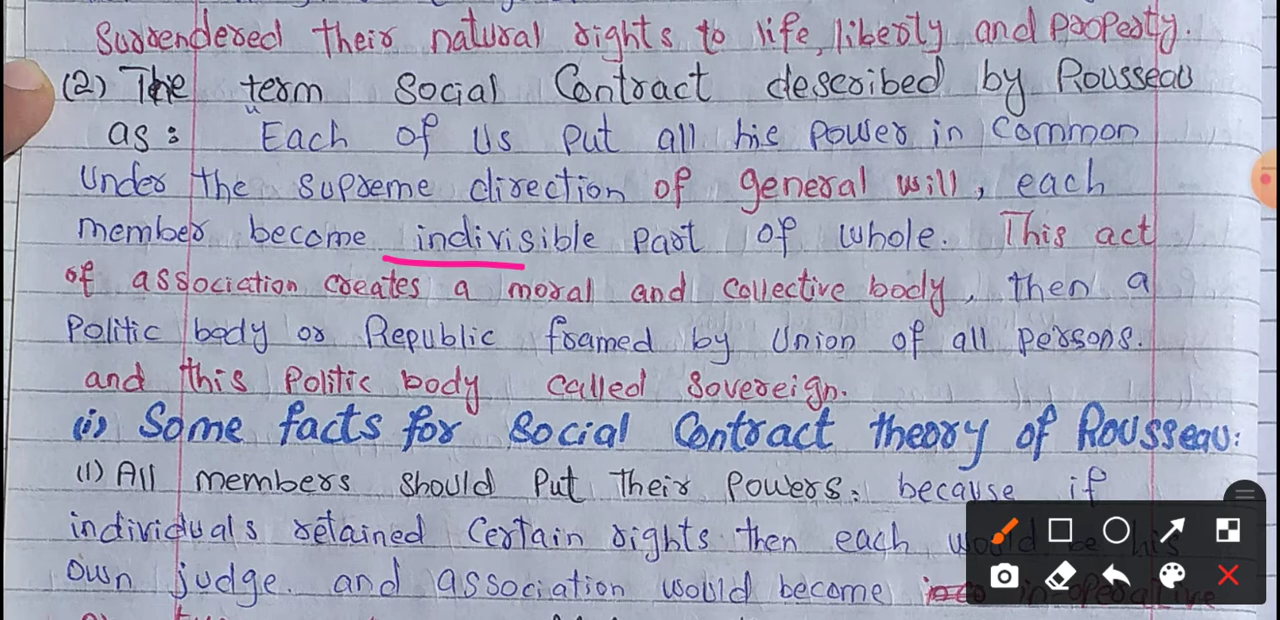 Surrendered their natural rights to life, liberty and property.
(2) The term Social Contract described by Rousseau
as: "Each of us put all his power in common
under the supreme direction of general will, each
member become indivisible part of whole. This act
of association creates a moral and collective body, then a
Politic body or Republic framed by Union of all persons.
and this Politic body called Sovereign.
(i) Some facts for Social Contract theory of Rousseau:
(1) All members should put their powers: because if
individuals retained certain rights then each would be his
own judge. and association would become in-operative